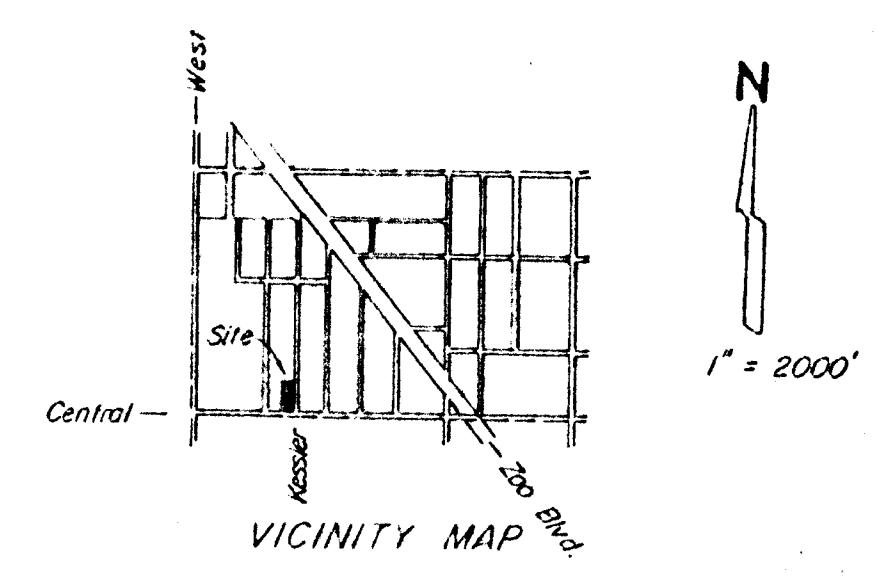 West
N
Site
1" = 2000'
Central
Kessler
Zoo Blvd.
VICINITY MAP